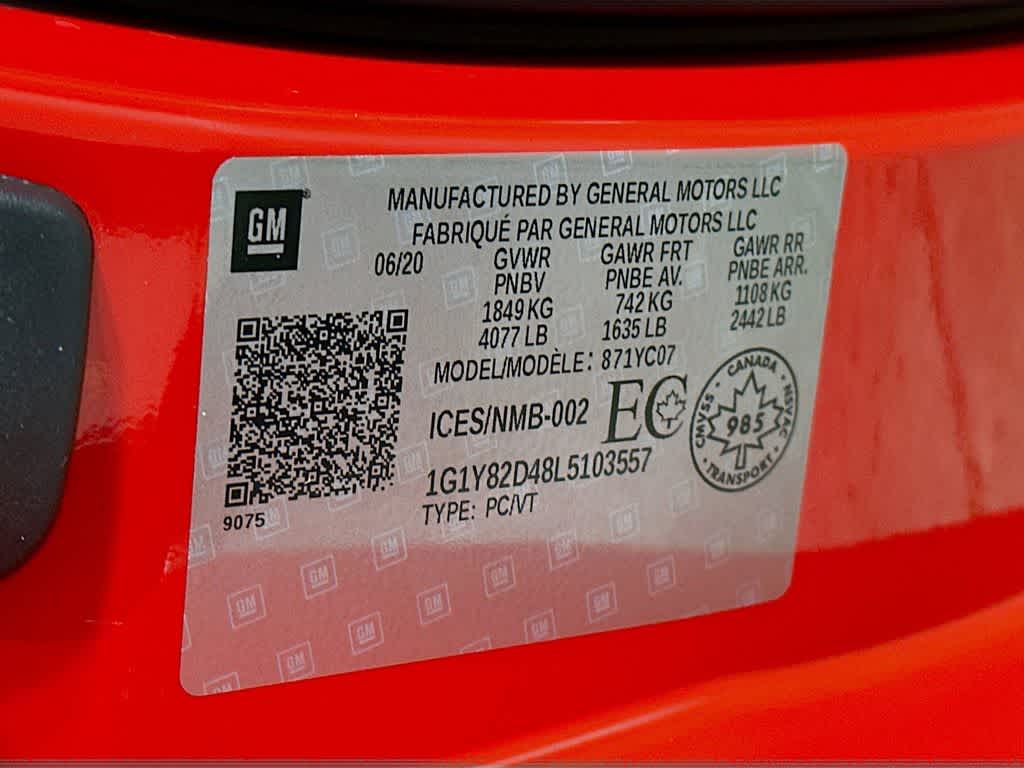 GM
MANUFACTURED BY GENERAL MOTORS LLC
FABRIQUÉ PAR GENERAL MOTORS LLC
06/20 GVWR GAWR FRT GAWR RR
PNBV PNBE AV. PNBE ARR.
1849 KG 742 KG 1108 KG
4077 LB 1635 LB 2442 LB
MODEL/MODÈLE: 871YC07
ICES/NMB-002 EC
CANADA
CMVSS 985 NSVAC
TRANSPORT
1G1Y82D48L5103557
9075 TYPE: PC/VT